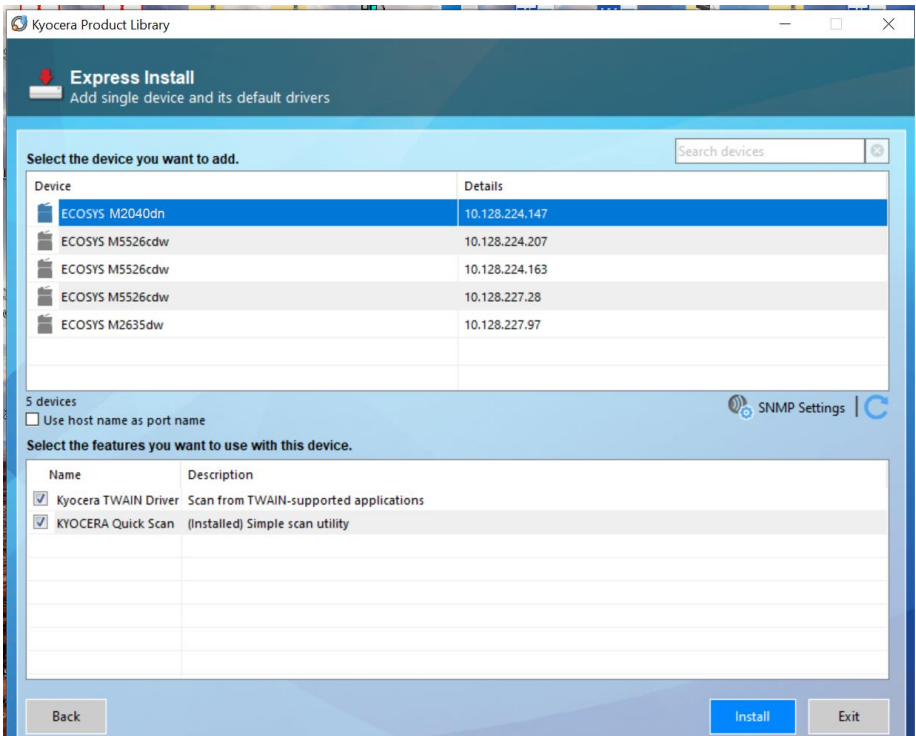 Kyocera Product Library
Express Install
Add single device and its default drivers
Select the device you want to add.
Search devices
Device Details
ECOSYS M2040dn 10.128.224.147
ECOSYS M5526cdw 10.128.224.207
ECOSYS M5526cdw 10.128.224.163
ECOSYS M5526cdw 10.128.227.28
ECOSYS M2635dw 10.128.227.97
5 devices
SNMP Settings
Use host name as port name
Select the features you want to use with this device.
Name Description
Kyocera TWAIN Driver Scan from TWAIN-supported applications
KYOCERA Quick Scan (Installed) Simple scan utility
Back Install Exit